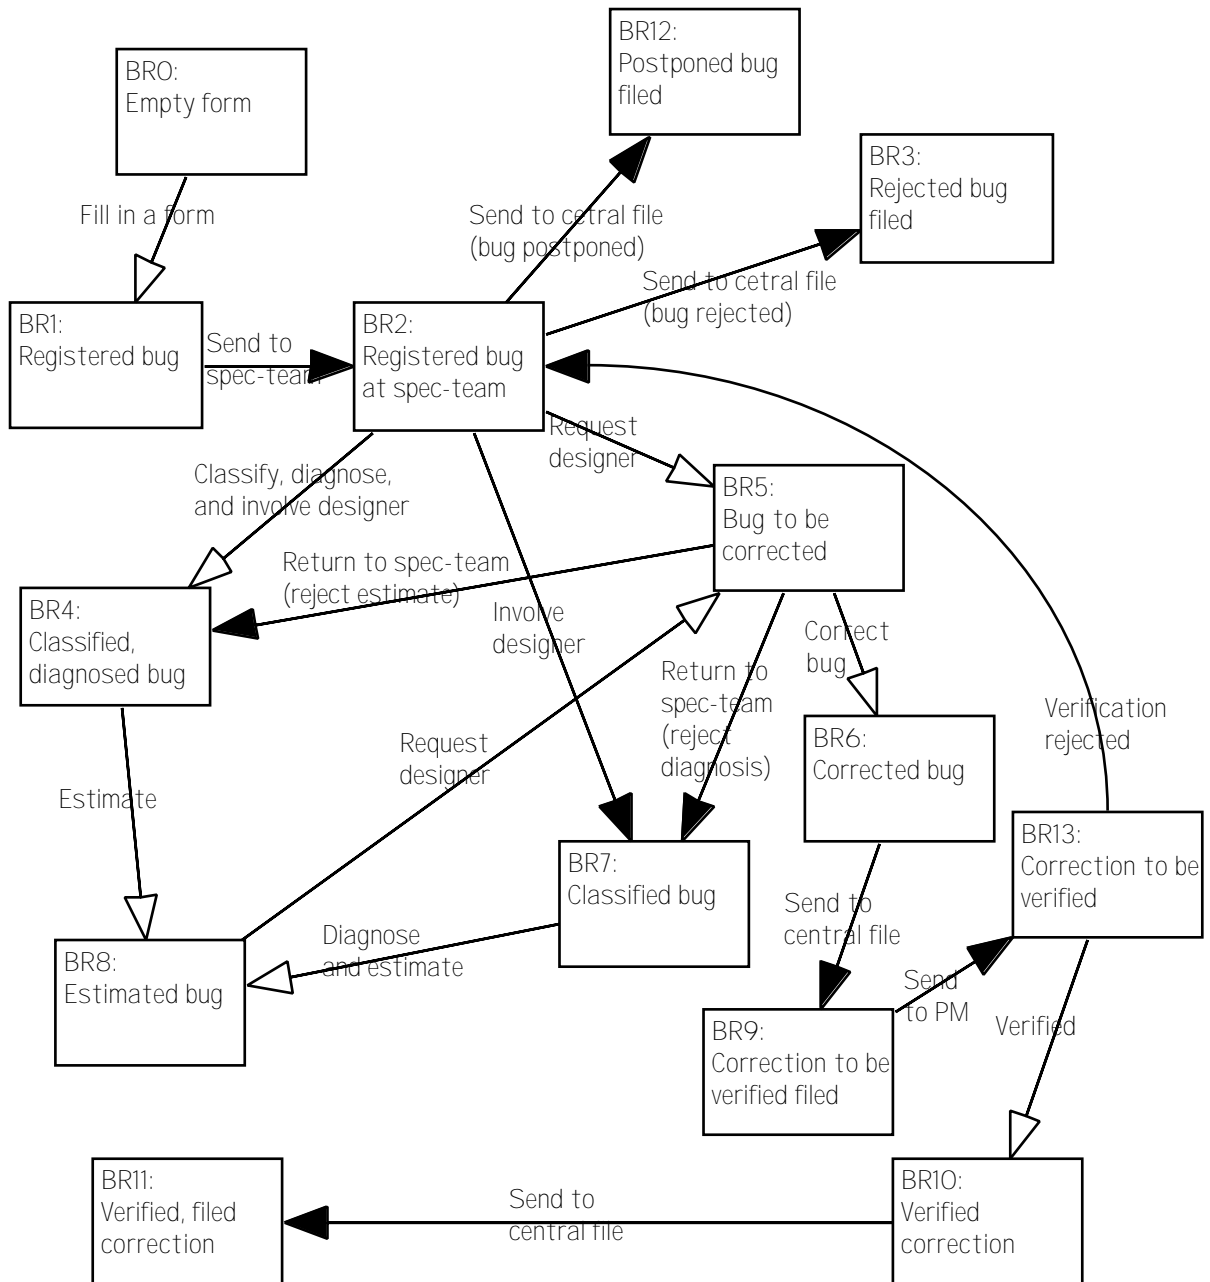 BR12:
Postponed bug
filed
BR0:
Empty form
BR3:
Rejected bug
filed
Fill in a form
Send to cetral file
(bug postponed)
Send to cetral file
(bug rejected)
BR1:
Registered bug
Send to
spec-team
BR2:
Registered bug
at spec-team
Request
designer
Classify, diagnose,
and involve designer
BR5:
Bug to be
corrected
Return to spec-team
(reject estimate)
BR4:
Classified,
diagnosed bug
Involve
designer
Correct
bug
Return to
spec-team
(reject
diagnosis)
Verification
rejected
Request
designer
BR6:
Corrected bug
Estimate
BR13:
Correction to be
verified
BR7:
Classified bug
Send to
central file
Diagnose
and estimate
BR8:
Estimated bug
Send
to PM
Verified
BR9:
Correction to be
verified filed
BR11:
Verified, filed
correction
Send to
central file
BR10:
Verified
correction